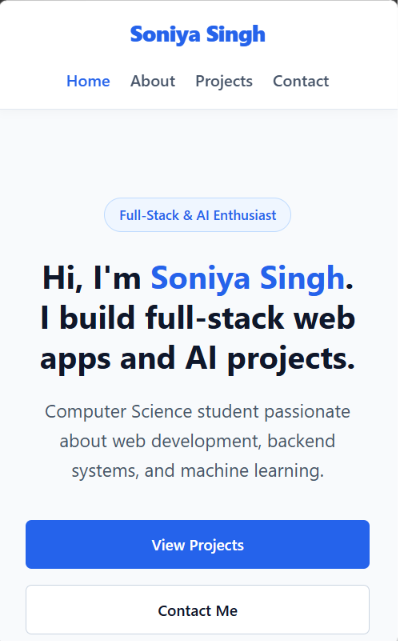 Soniya Singh
Home About Projects Contact
Full-Stack & AI Enthusiast
Hi, I'm Soniya Singh.
I build full-stack web
apps and AI projects.
Computer Science student passionate
about web development, backend
systems, and machine learning.
View Projects
Contact Me